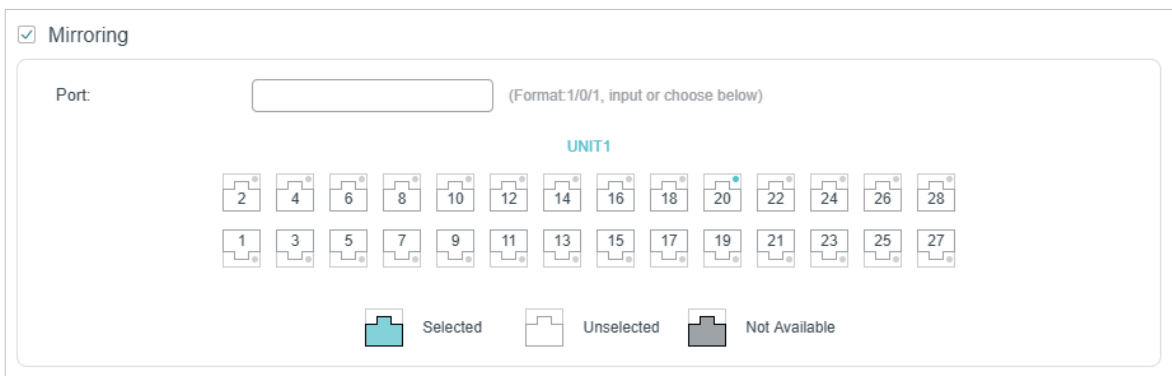 Mirroring
Port: (Format:1/0/1, input or choose below)
UNIT1
2 4 6 8 10 12 14 16 18 20 22 24 26 28
1 3 5 7 9 11 13 15 17 19 21 23 25 27
Selected Unselected Not Available